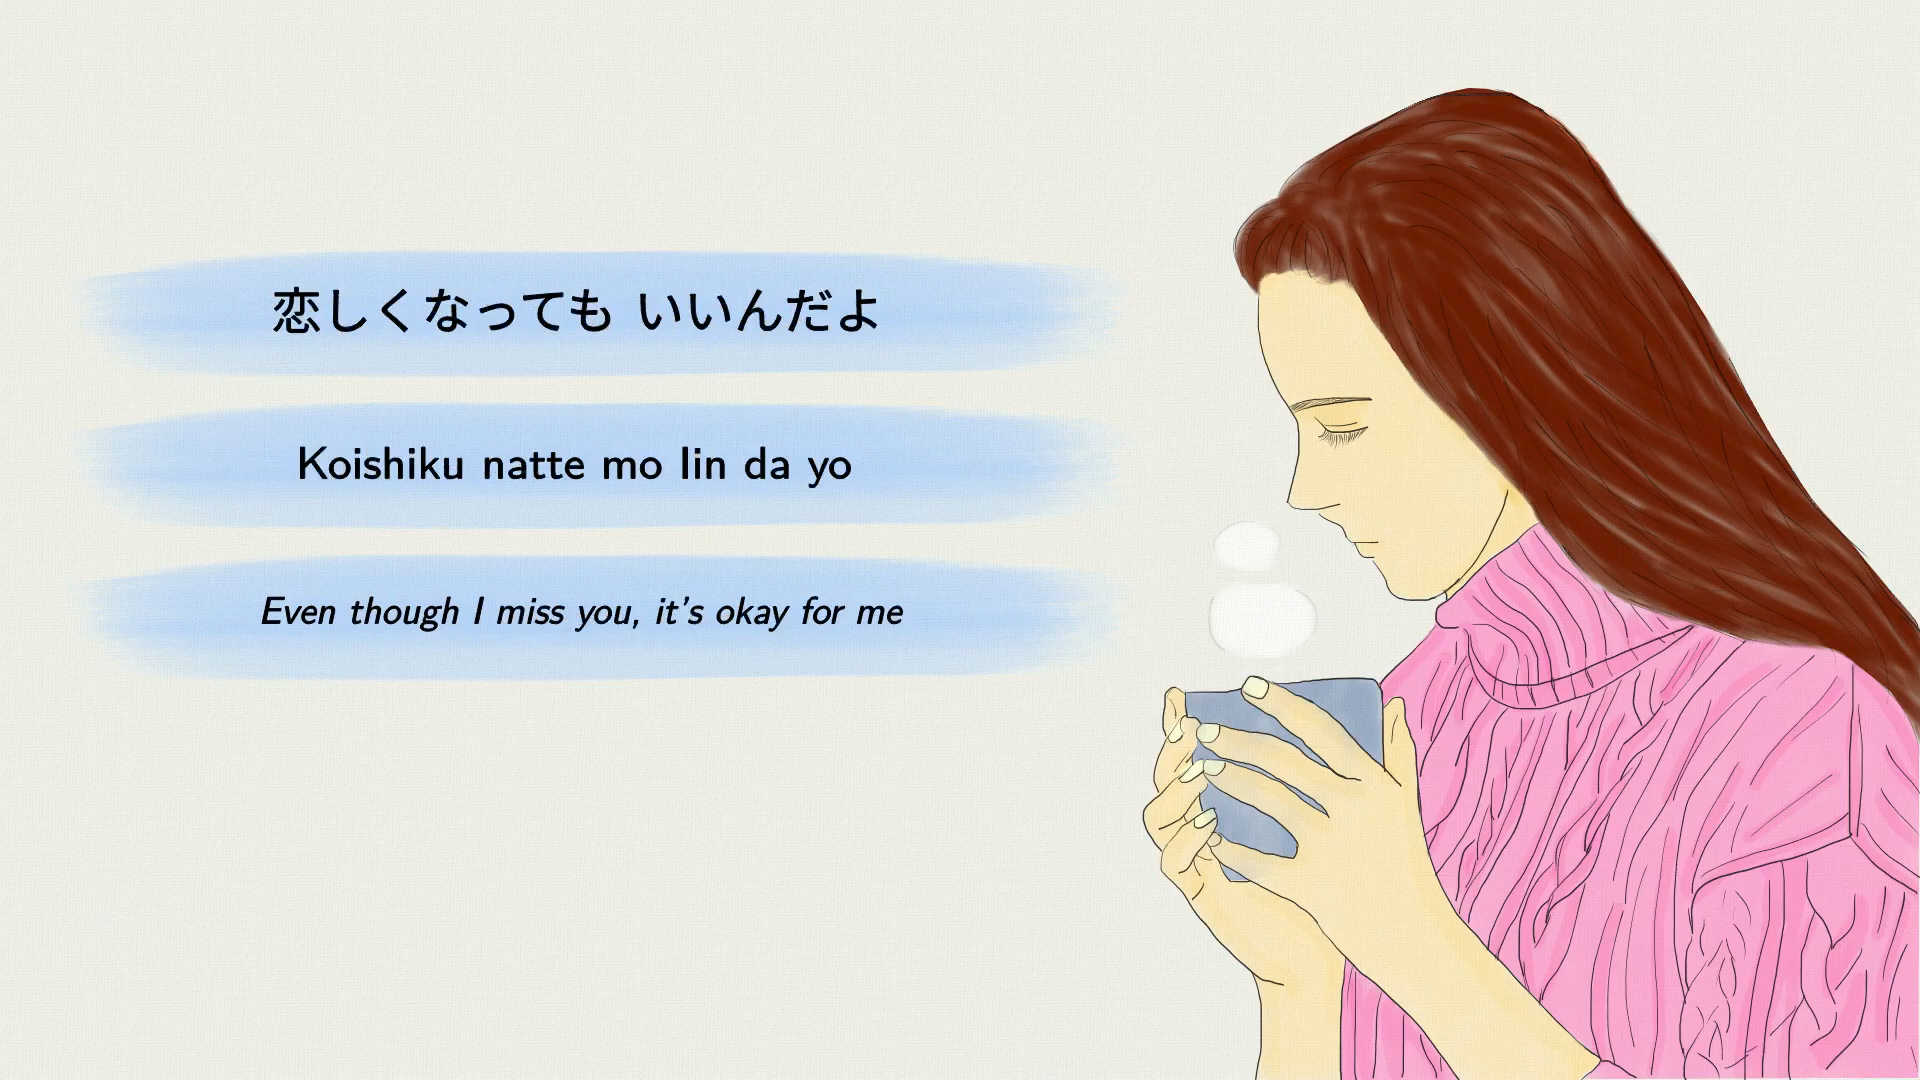 恋しくなっても いいんだよ
Koishiku natte mo Iin da yo
Even though I miss you, it's okay for me